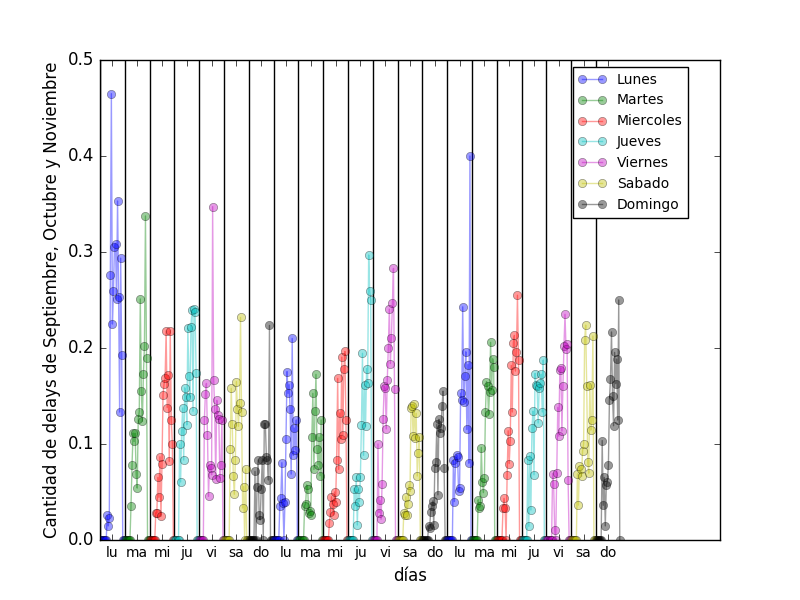 Cantidad de delays de Septiembre, Octubre y Noviembre
0.5
0.4
0.3
0.2
0.1
0.0
Lunes
Martes
Miercoles
Jueves
Viernes
Sabado
Domingo
lu ma mi ju vi sa do lu ma mi ju vi sa do lu ma mi ju vi sa do
días